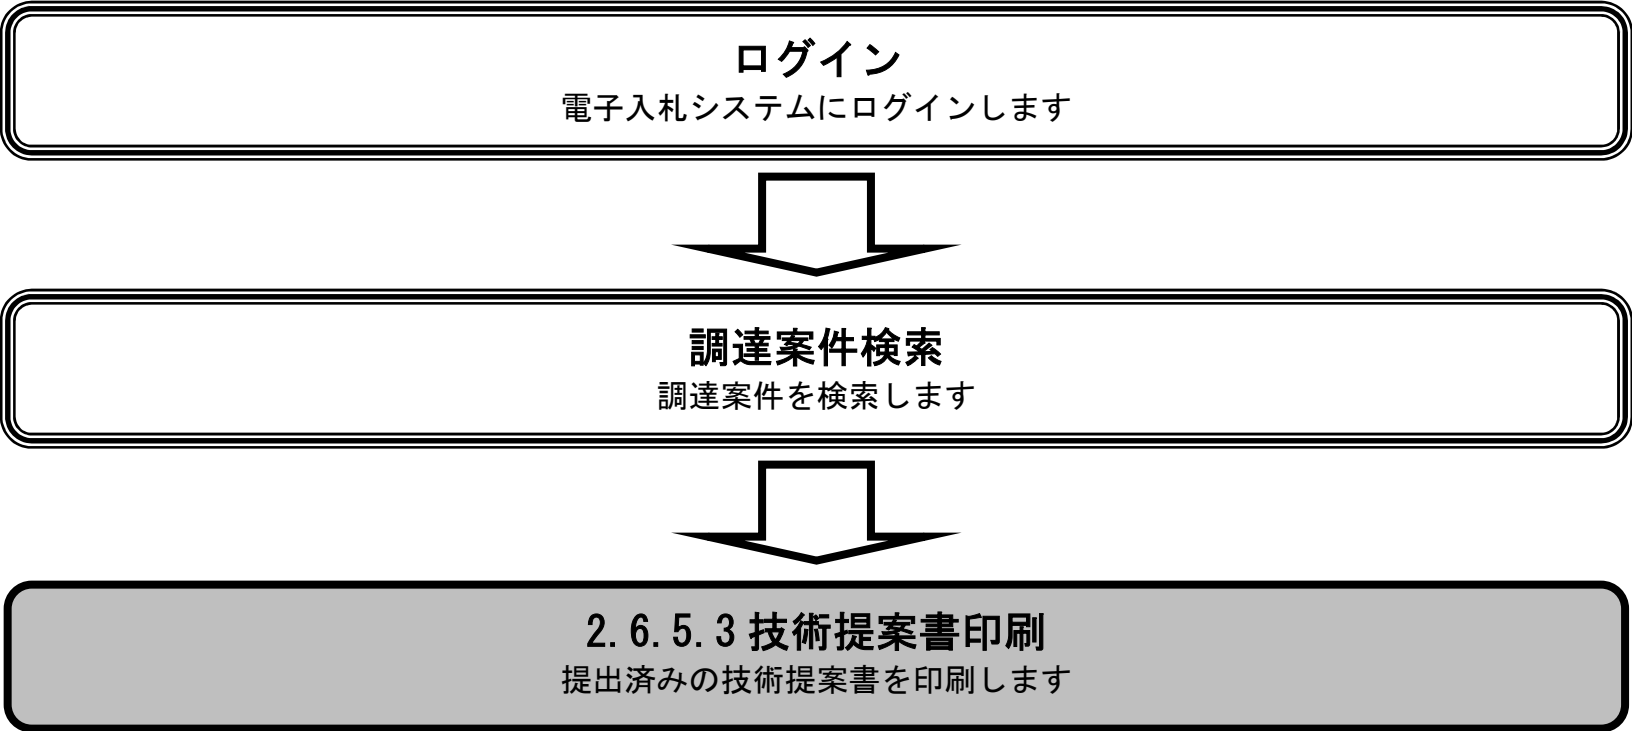 ログイン
電子入札システムにログインします
調達案件検索
調達案件を検索します
2.6.5.3 技術提案書印刷
提出済みの技術提案書を印刷します